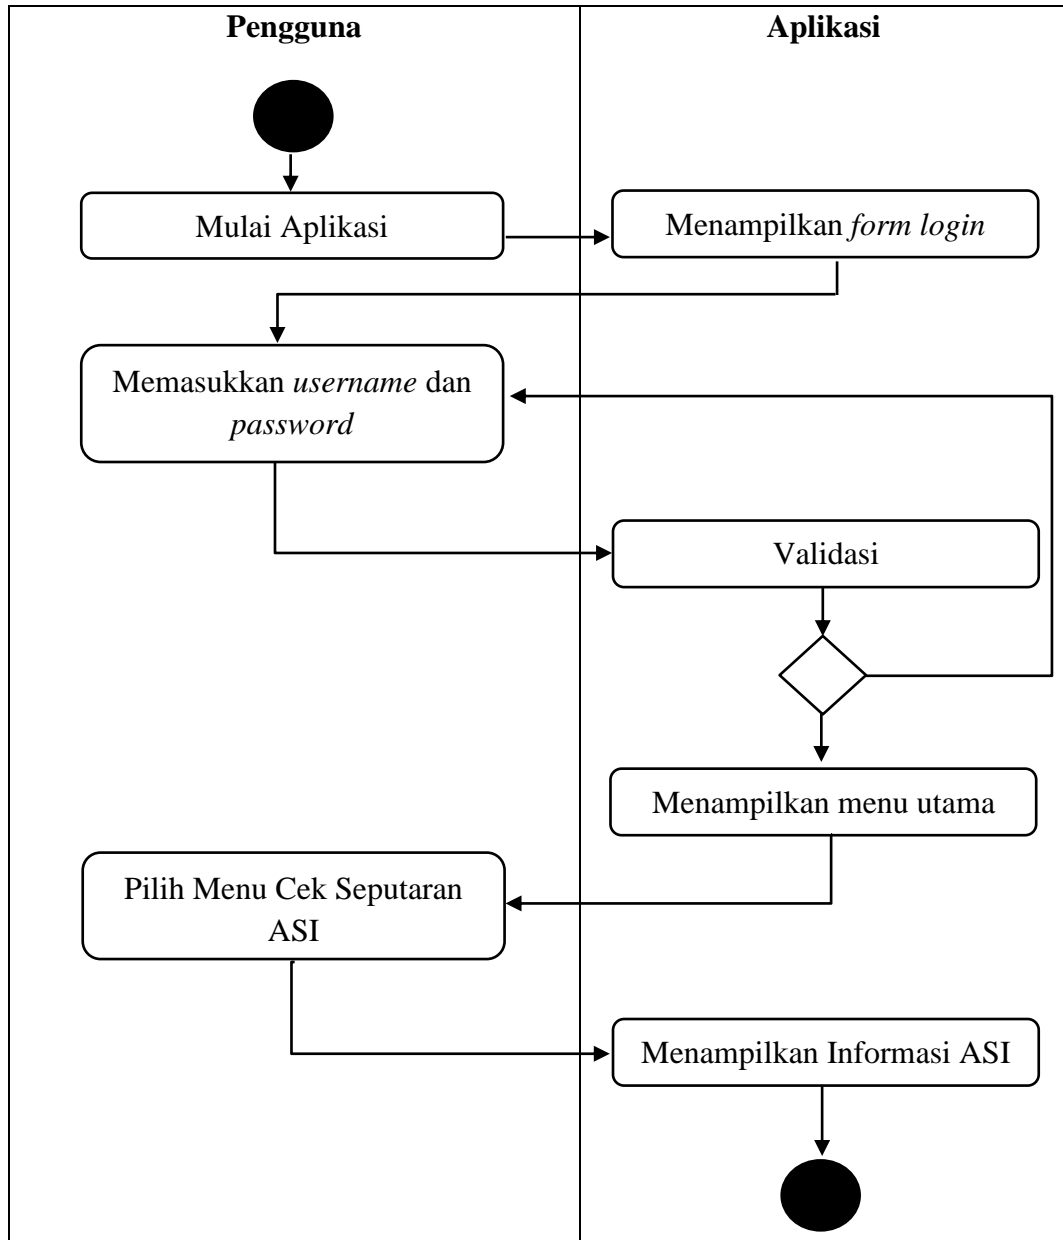 Pengguna
Aplikasi
Mulai Aplikasi
Menampilkan form login
Memasukkan username dan
password
Validasi
Menampilkan menu utama
Pilih Menu Cek Seputaran
ASI
Menampilkan Informasi ASI